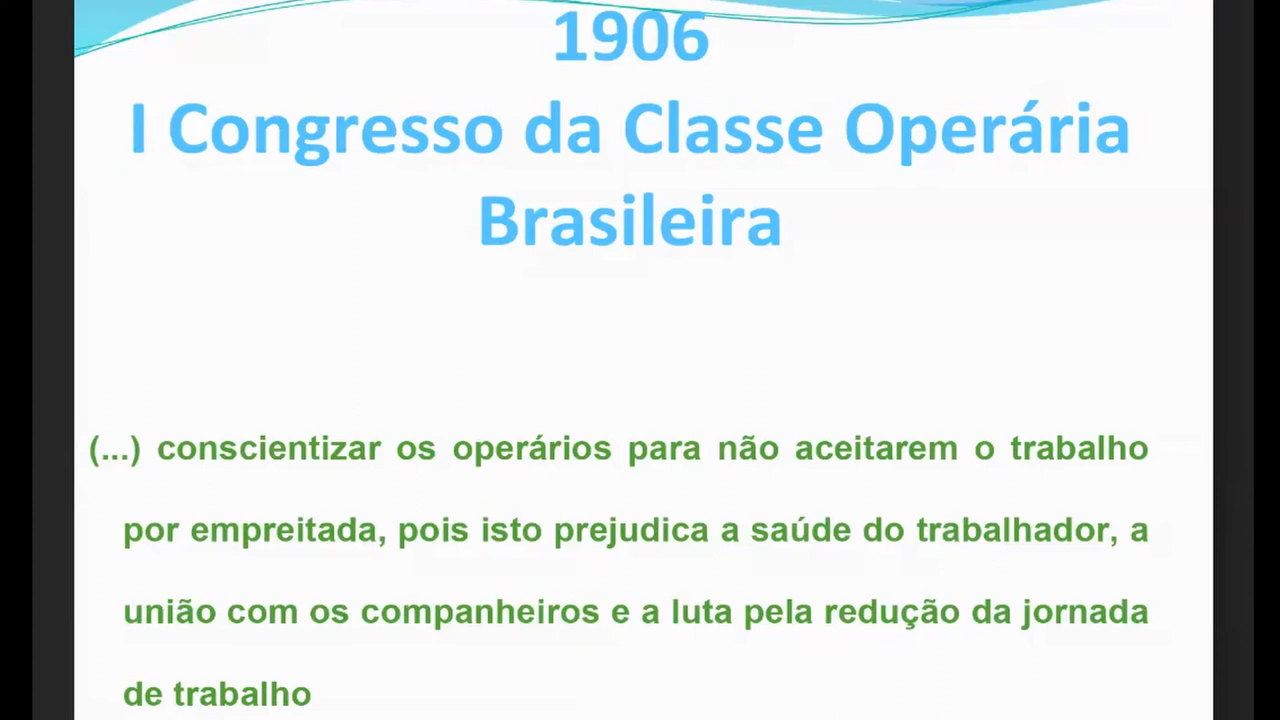 1906
I Congresso da Classe Operária
Brasileira
(...) conscientizar os operários para não aceitarem o trabalho
por empreitada, pois isto prejudica a saúde do trabalhador, a
união com os companheiros e a luta pela redução da jornada
de trabalho